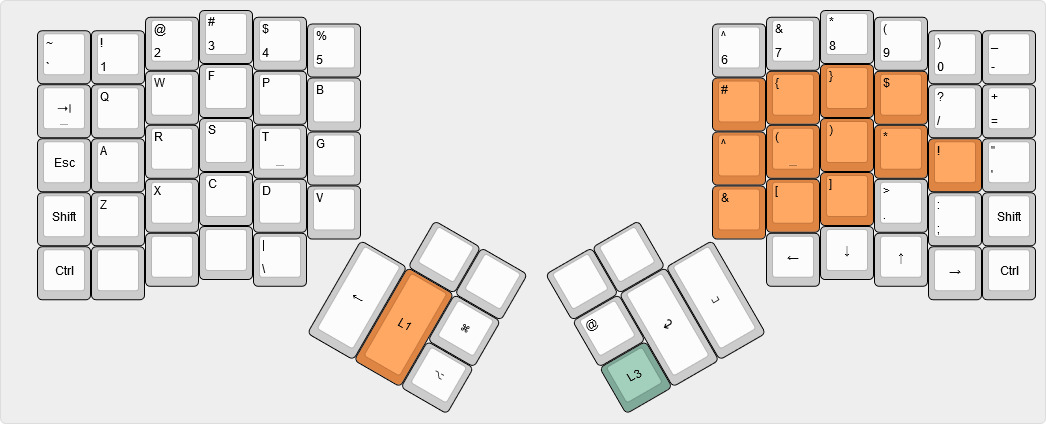 ~ ! @ # $ %
` 1 2 3 4 5
^ & * ( ) _
6 7 8 9 0 -
→| Q W F P B
_
# { } $ ? +
/ =
Esc A R S T G
_
^ ( ) * ! "
_ '
Shift Z X C D V
& [ ] > : Shift
. ;
Ctrl |
\
← ↓ ↑ → Ctrl
← L1 ⌘
⌥
@ ↲ ⎵
L3